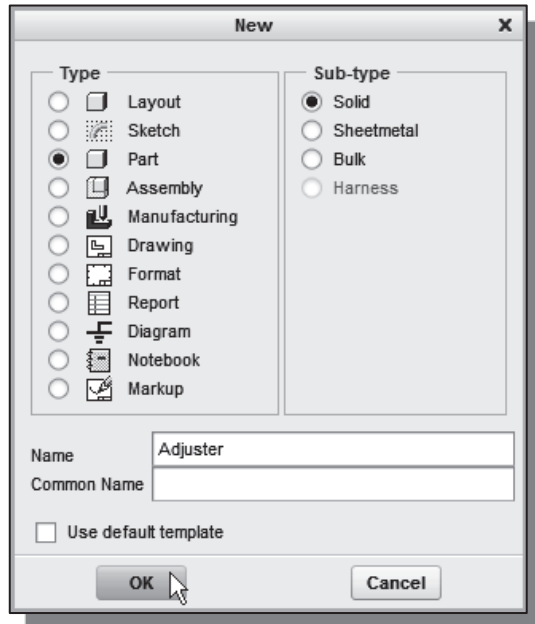 New
X
Type
Layout
Sketch
Part
Assembly
Manufacturing
Drawing
Format
Report
Diagram
Notebook
Markup
Sub-type
Solid
Sheetmetal
Bulk
Harness
Name Adjuster
Common Name
Use default template
OK Cancel